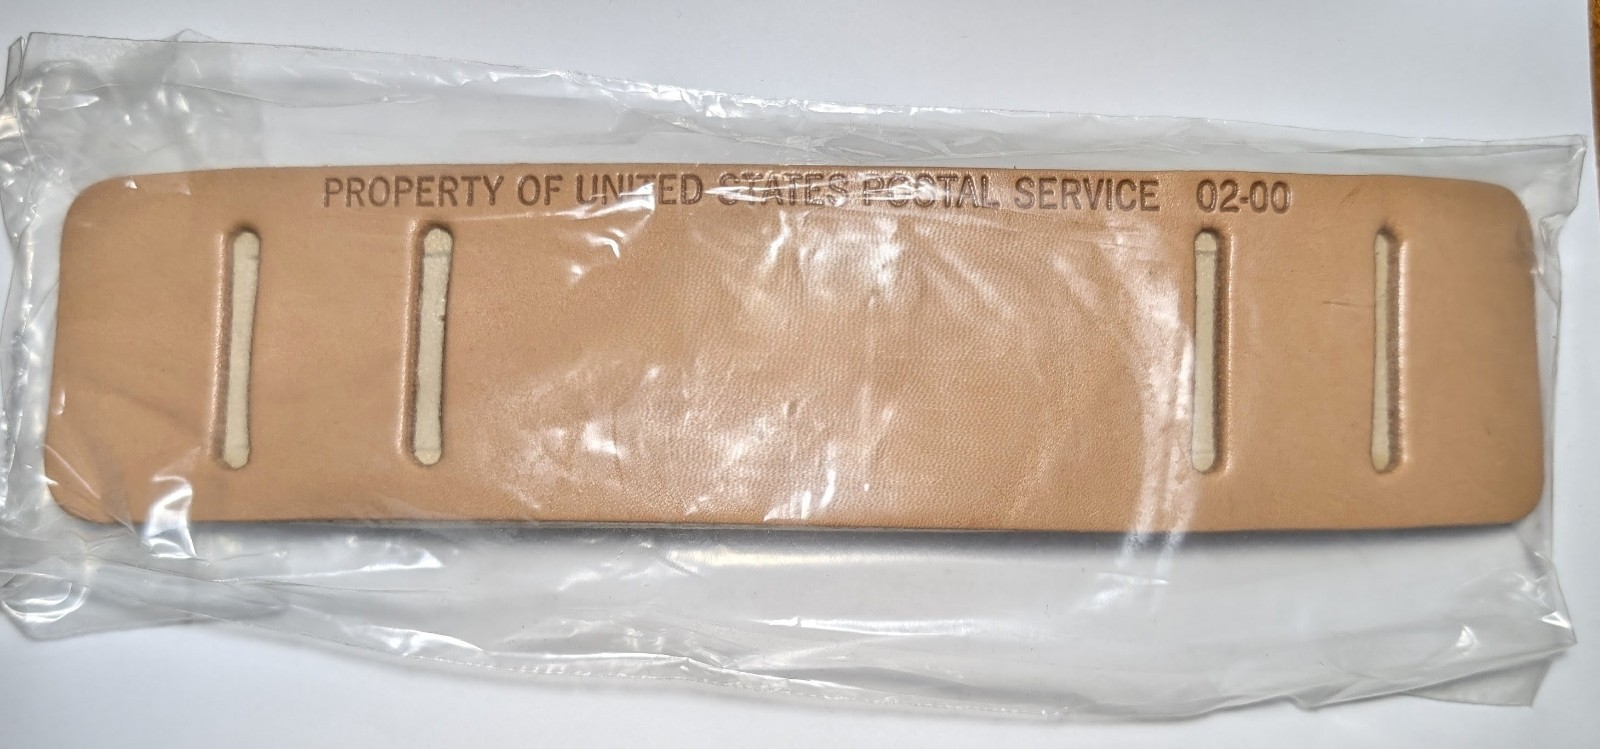 PROPERTY OF UNITED STATES POSTAL SERVICE 02-00